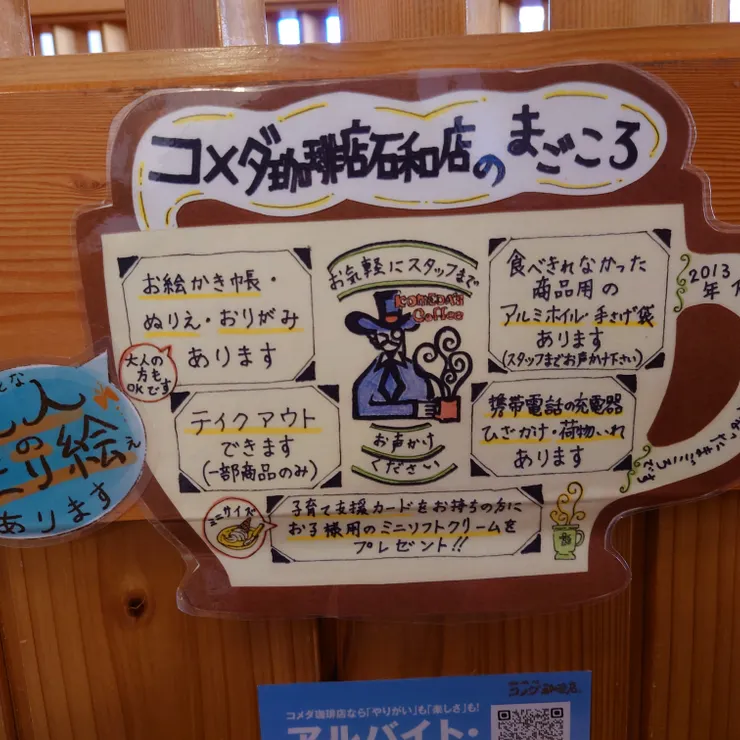 コメダ珈琲店石和店のまごころ
お絵かき帳・
ぬりえ・おりがみ
あります
大人の
方も
OKです
お気軽にスタッフまで
KOMEDA'S
Coffee
お声かけ
ください
食べきれなかった
商品用の
アルミホイル・手さげ袋
あります
(スタッフまでお声かけ下さい)
2013
年
テイクアウト
できます
(一部商品のみ)
携帯電話の充電器
ひざかけ・荷物いれ
あります
ミニサイズ
子育て支援カードをお持ちの方に
お子様用のミニソフトクリームを
プレゼント!!
大人
の
ぬり絵
あります
コメダ珈琲店
コメダ珈琲店なら「やりがい」も「楽しさ」も!
アルバイト・